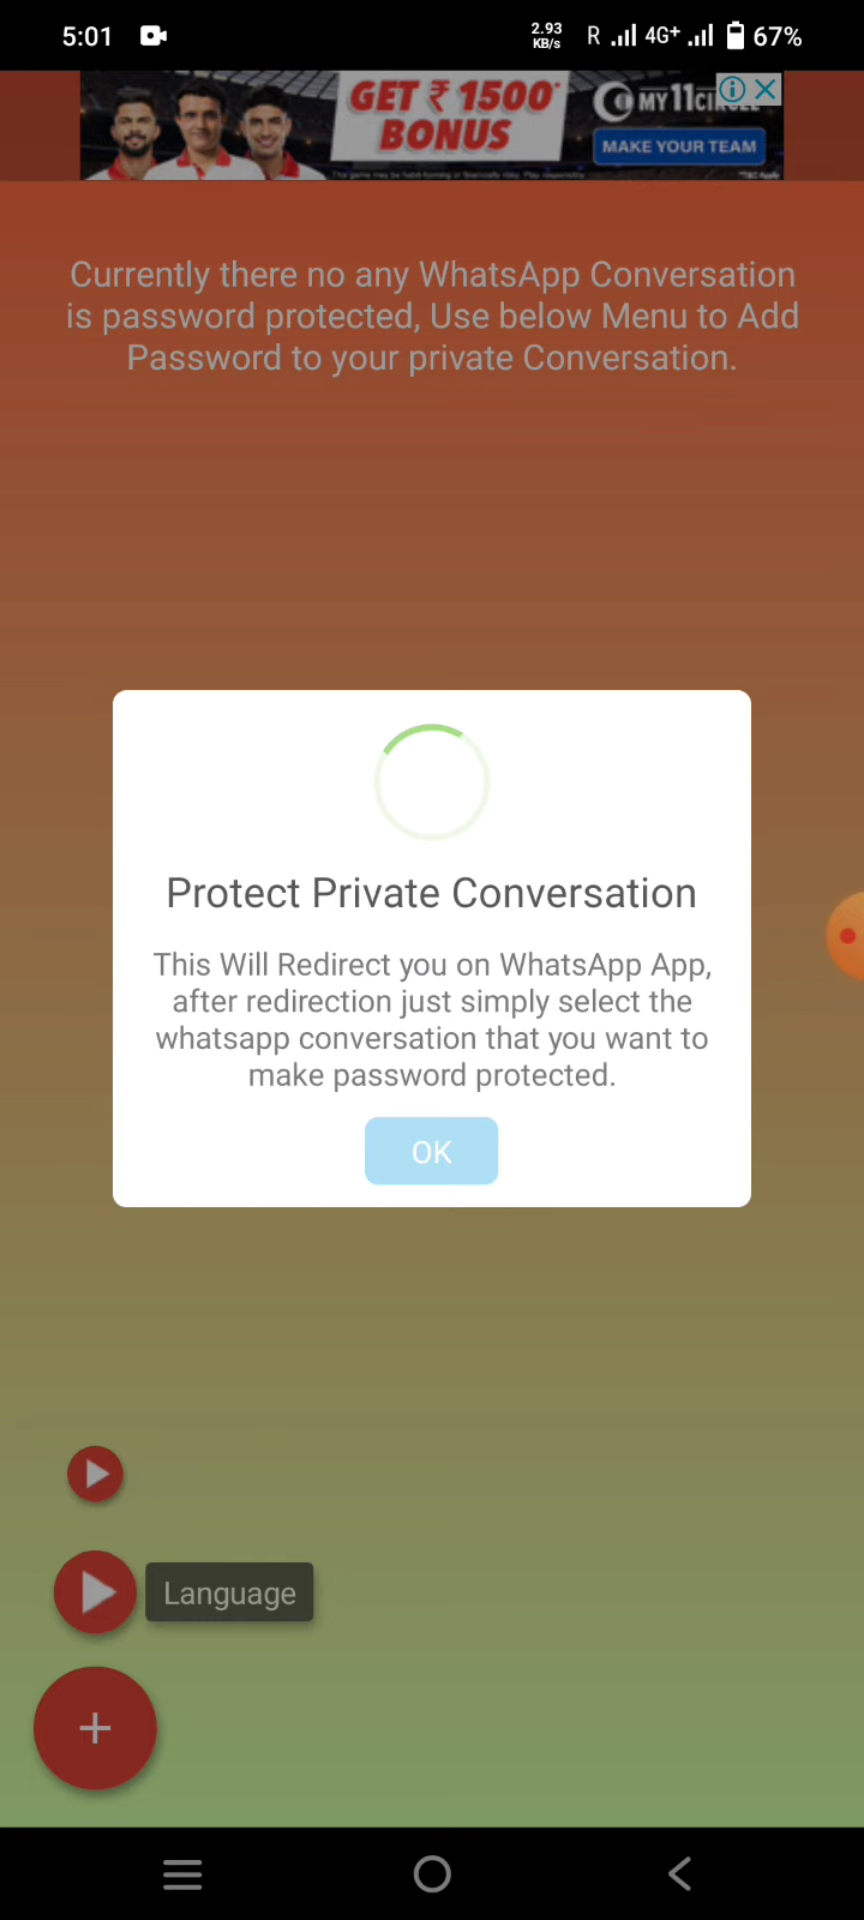 5:01
2.93
KB/s
R
4G+
67%
GET ₹ 1500*
BONUS
MAKE YOUR TEAM
Currently there no any WhatsApp Conversation
is password protected, Use below Menu to Add
Password to your private Conversation.
Protect Private Conversation
This Will Redirect you on WhatsApp App,
after redirection just simply select the
whatsapp conversation that you want to
make password protected.
OK
Language